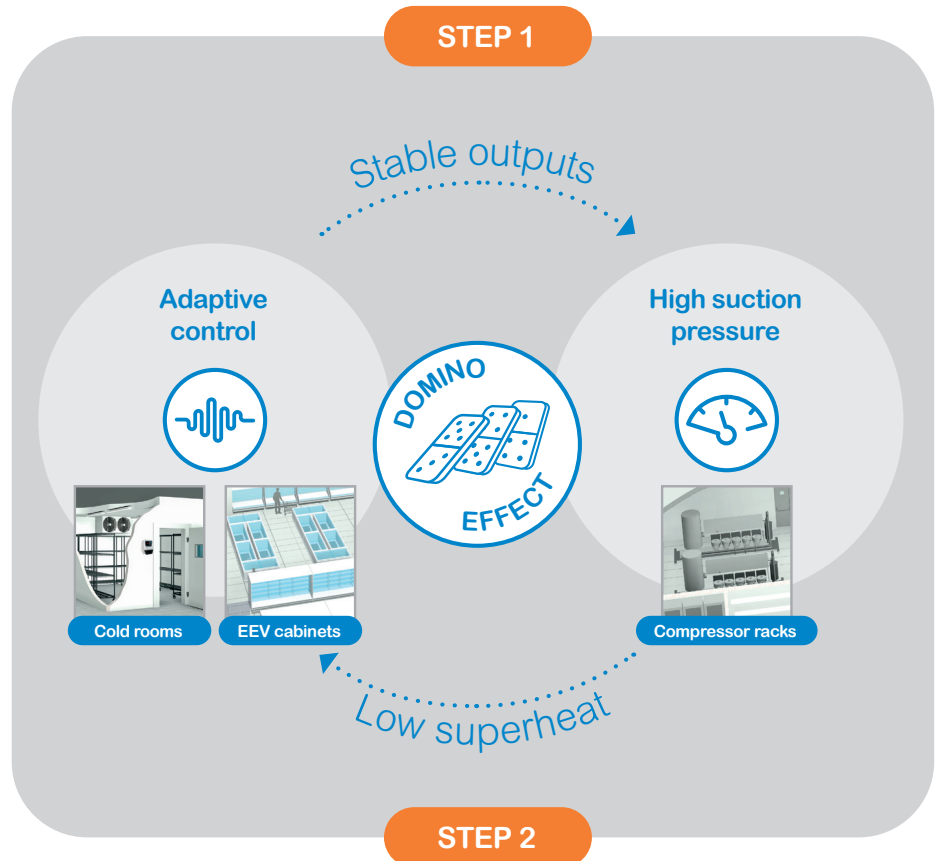 STEP 1
Stable outputs
Adaptive
control
High suction
pressure
DOMINO
EFFECT
Cold rooms
EEV cabinets
Compressor racks
Low superheat
STEP 2